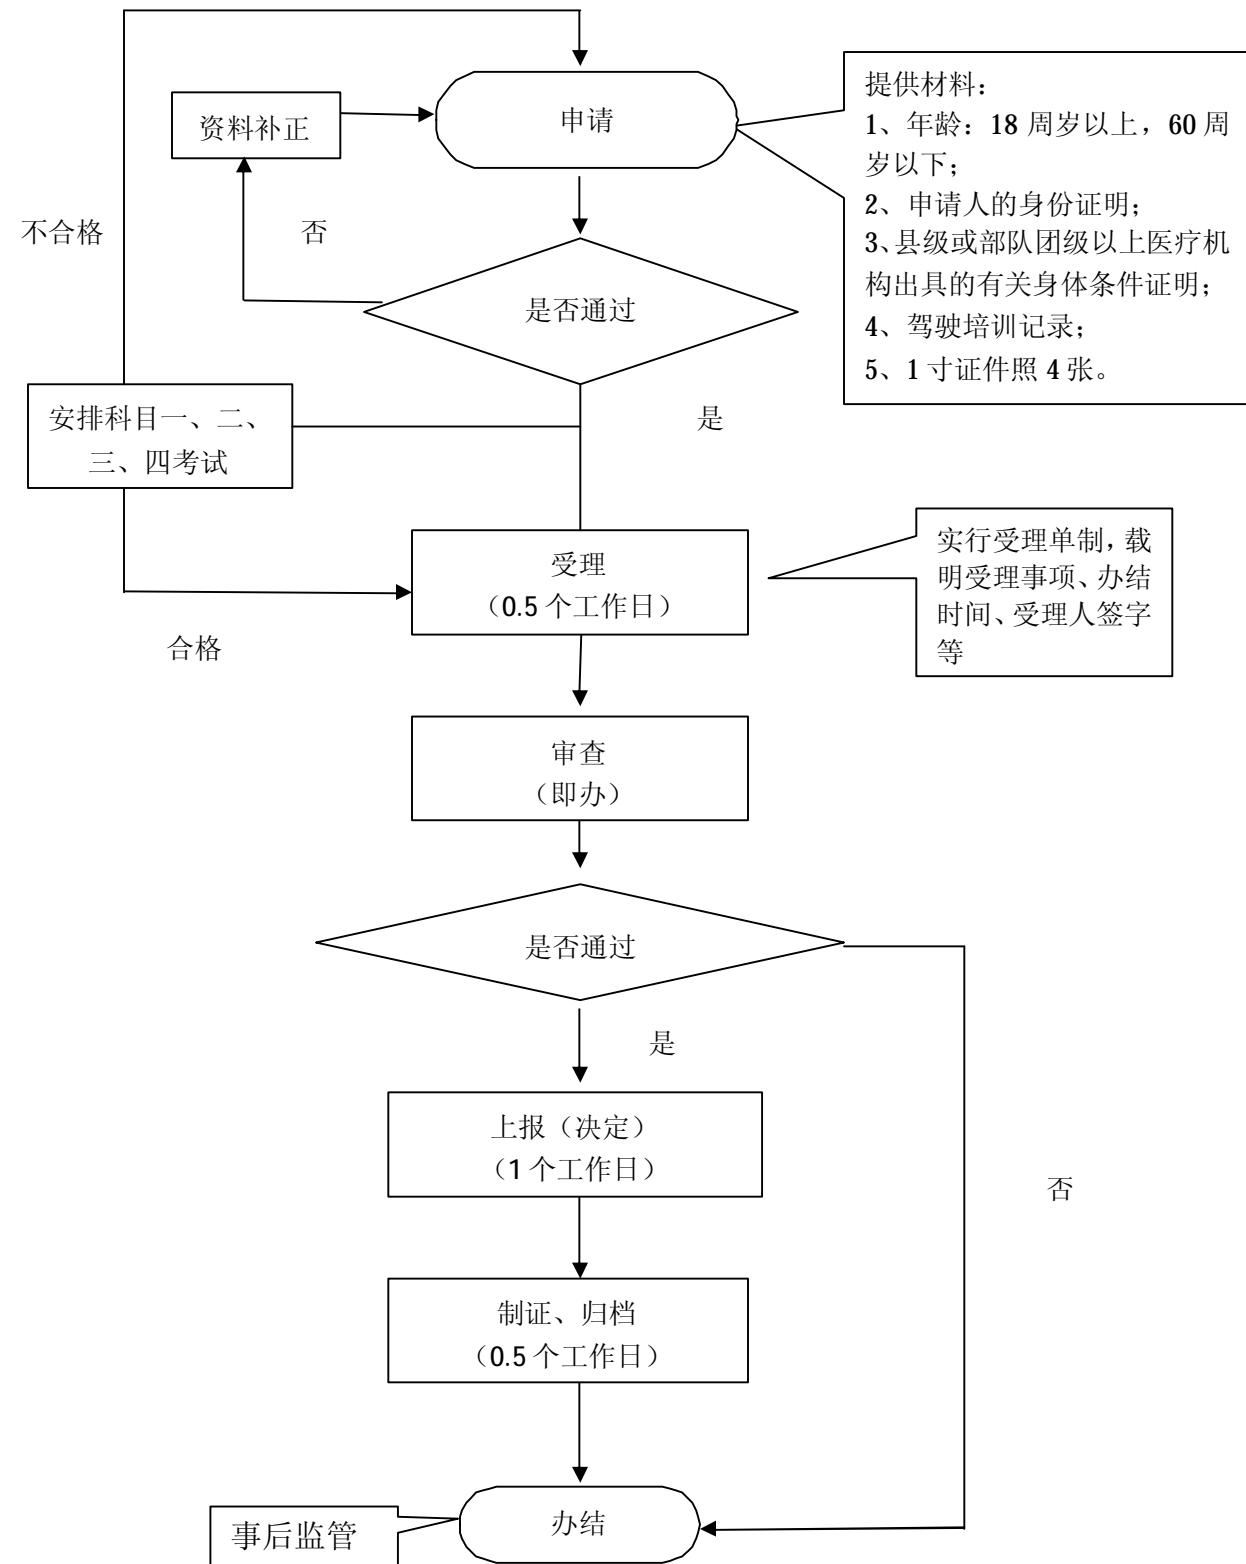 申请
提供材料：
1、年龄：18 周岁以上，60 周
岁以下；
2、申请人的身份证明；
3、县级或部队团级以上医疗机
构出具的有关身体条件证明；
4、驾驶培训记录；
5、1 寸证件照 4 张。
资料补正
不合格
否
是否通过
是
安排科目一、二、
三、四考试
受理
（0.5 个工作日）
实行受理单制，载
明受理事项、办结
时间、受理人签字
等
合格
审查
（即办）
是否通过
是
上报（决定）
（1 个工作日）
否
制证、归档
（0.5 个工作日）
办结
事后监管